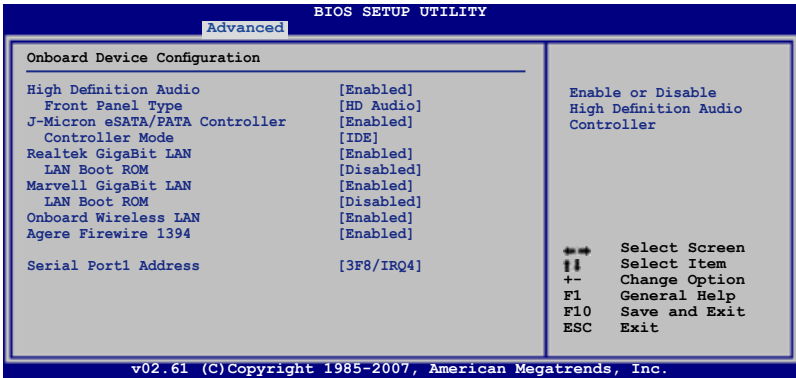 BIOS SETUP UTILITY
Advanced
Onboard Device Configuration
High Definition Audio [Enabled]
Front Panel Type [HD Audio]
J-Micron eSATA/PATA Controller [Enabled]
Controller Mode [IDE]
Realtek GigaBit LAN [Enabled]
LAN Boot ROM [Disabled]
Marvell GigaBit LAN [Enabled]
LAN Boot ROM [Disabled]
Onboard Wireless LAN [Enabled]
Agere Firewire 1394 [Enabled]
Serial Port1 Address [3F8/IRQ4]
Enable or Disable
High Definition Audio
Controller
Select Screen
Select Item
+- Change Option
F1 General Help
F10 Save and Exit
ESC Exit
v02.61 (C)Copyright 1985-2007, American Megatrends, Inc.